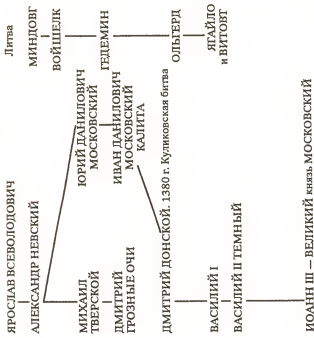 Литва
МИНДОВГ
ВОЙШЕЛК
ГЕДЕМИН
ОЛЬГЕРД
ЯГАЙЛО
и ВИТОВТ
ЮРИЙ ДАНИЛОВИЧ
МОСКОВСКИЙ
ИВАН ДАНИЛОВИЧ
МОСКОВСКИЙ
КАЛИТА
ЯРОСЛАВ ВСЕВОЛОДОВИЧ
АЛЕКСАНДР НЕВСКИЙ
МИХАИЛ
ТВЕРСКОЙ
ДМИТРИЙ
ГРОЗНЫЕ ОЧИ
ДМИТРИЙ ДОНСКОЙ. 1380 г. Куликовская битва
ВАСИЛИЙ I
ВАСИЛИЙ II ТЕМНЫЙ
ИОАНН III — ВЕЛИКИЙ князь МОСКОВСКИЙ